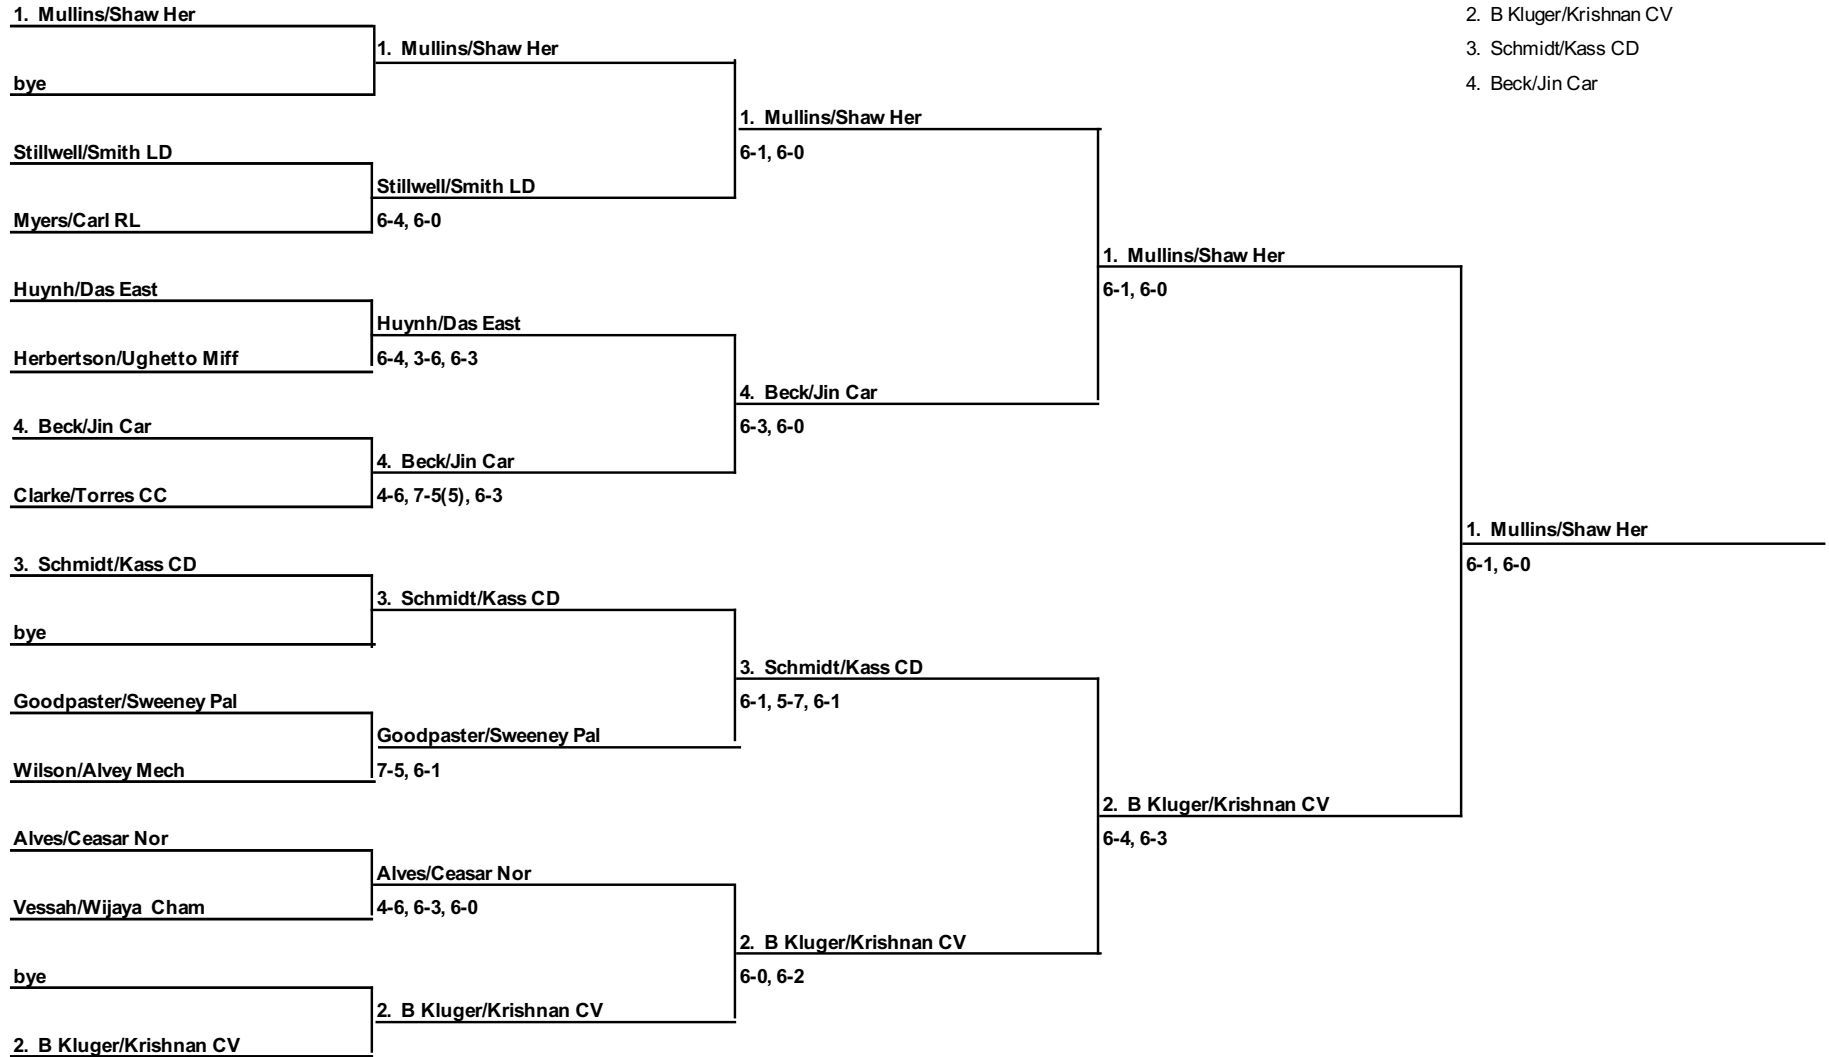 1. Mullins/Shaw Her
bye
Stillwell/Smith LD
Myers/Carl RL
Huynh/Das East
Herbertson/Ughetto Miff
4. Beck/Jin Car
Clarke/Torres CC
3. Schmidt/Kass CD
bye
Goodpaster/Sweeney Pal
Wilson/Alvey Mech
Alves/Ceasar Nor
Vessah/Wijaya Cham
bye
2. B Kluger/Krishnan CV
1. Mullins/Shaw Her
Stillwell/Smith LD
6-4, 6-0
Huynh/Das East
6-4, 3-6, 6-3
4. Beck/Jin Car
4-6, 7-5(5), 6-3
3. Schmidt/Kass CD
Goodpaster/Sweeney Pal
7-5, 6-1
Alves/Ceasar Nor
4-6, 6-3, 6-0
2. B Kluger/Krishnan CV
1. Mullins/Shaw Her
6-1, 6-0
4. Beck/Jin Car
6-3, 6-0
3. Schmidt/Kass CD
6-1, 5-7, 6-1
2. B Kluger/Krishnan CV
6-0, 6-2
1. Mullins/Shaw Her
6-1, 6-0
2. B Kluger/Krishnan CV
6-4, 6-3
2. B Kluger/Krishnan CV
3. Schmidt/Kass CD
4. Beck/Jin Car
1. Mullins/Shaw Her
6-1, 6-0